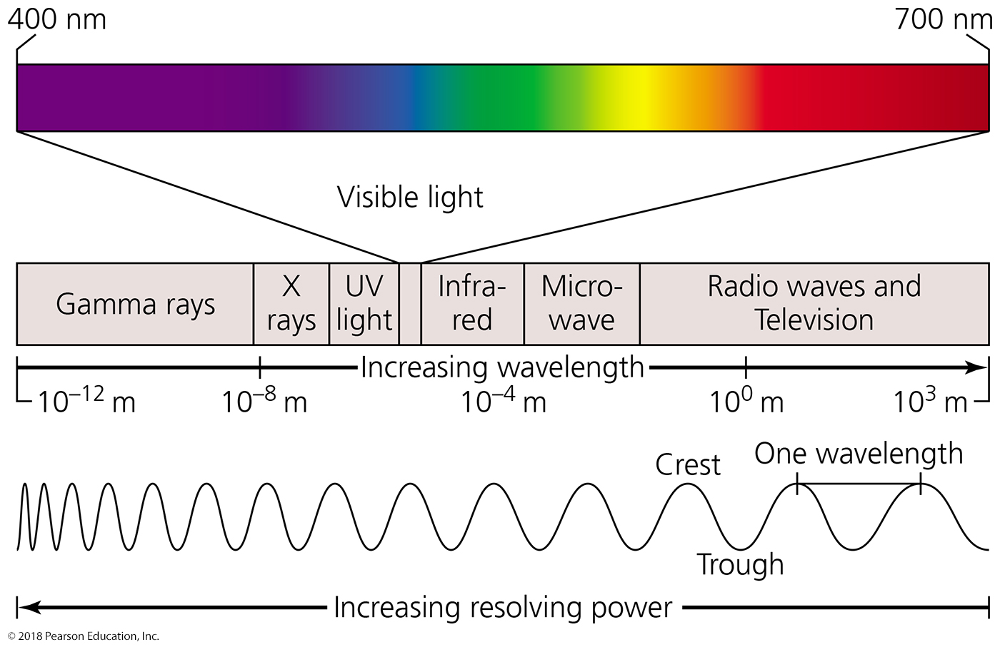 400 nm
700 nm
Visible light
Gamma rays
X
rays
UV
light
Infra-
red
Micro-
wave
Radio waves and
Television
Increasing wavelength
10⁻¹² m
10⁻⁸ m
10⁻⁴ m
10⁰ m
10³ m
Crest
One wavelength
Trough
Increasing resolving power
© 2018 Pearson Education, Inc.